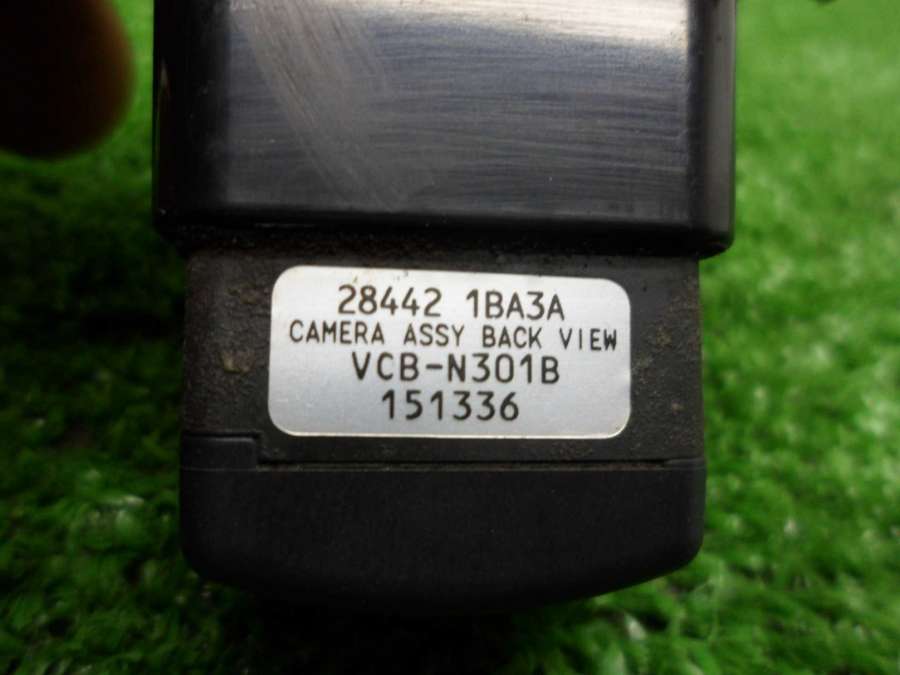 28442 1BA3A
CAMERA ASSY BACK VIEW
VCB-N301B
151336